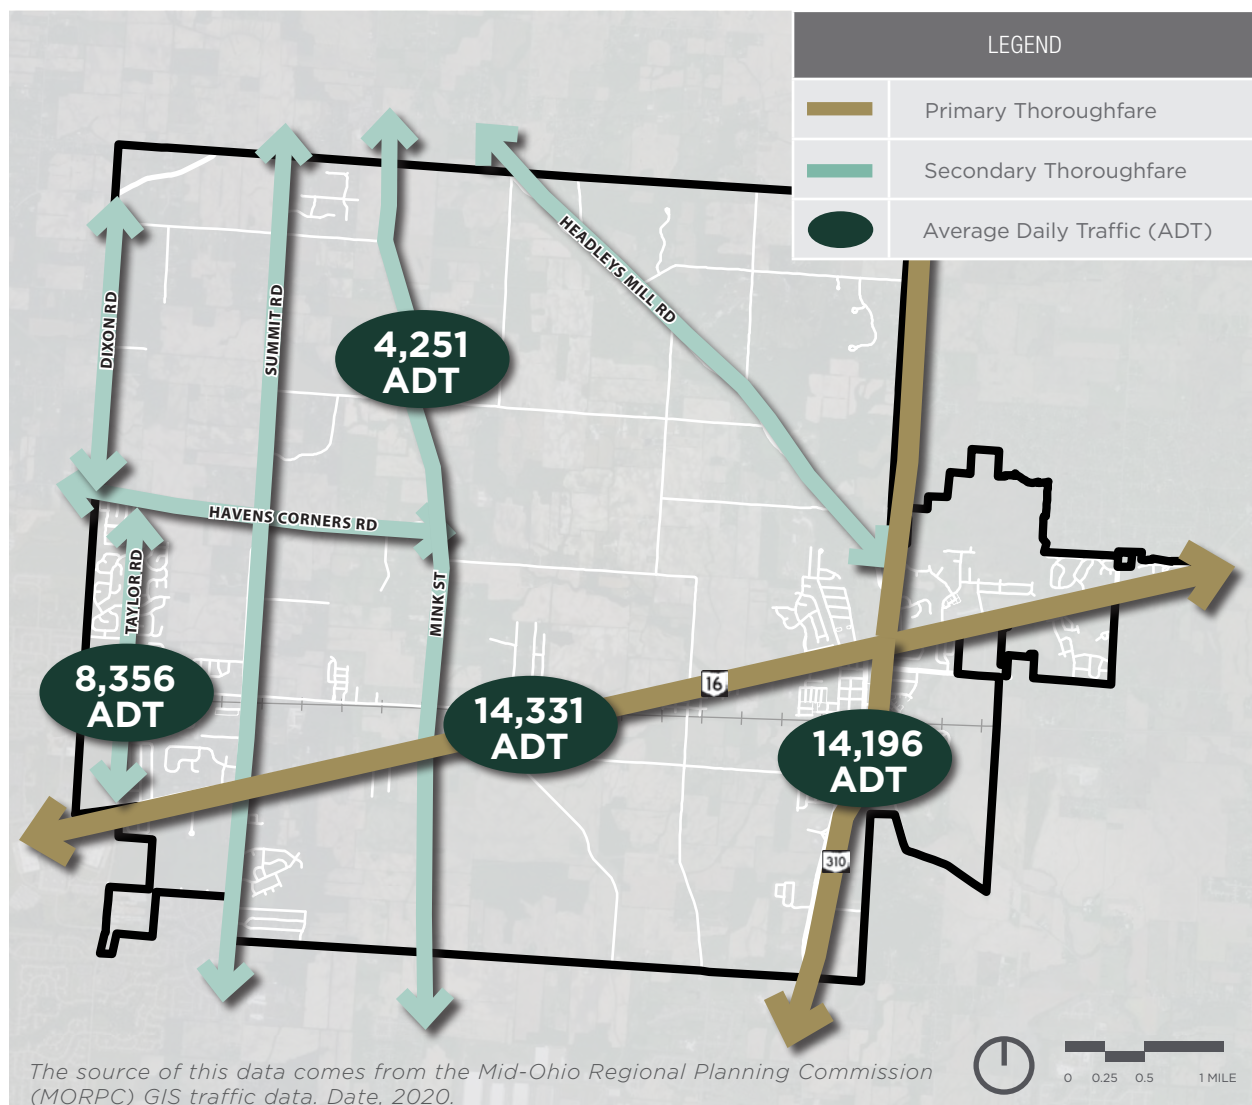 LEGEND
Primary Thoroughfare
Secondary Thoroughfare
Average Daily Traffic (ADT)
HEADLEYS MILL RD
DIXON RD
SUMMIT RD
4,251
ADT
HAVENS CORNERS RD
TAYLOR RD
MINK ST
8,356
ADT
16
14,331
ADT
14,196
ADT
310
The source of this data comes from the Mid-Ohio Regional Planning Commission
(MORPC) GIS traffic data. Date, 2020.
0 0.25 0.5 1 MILE